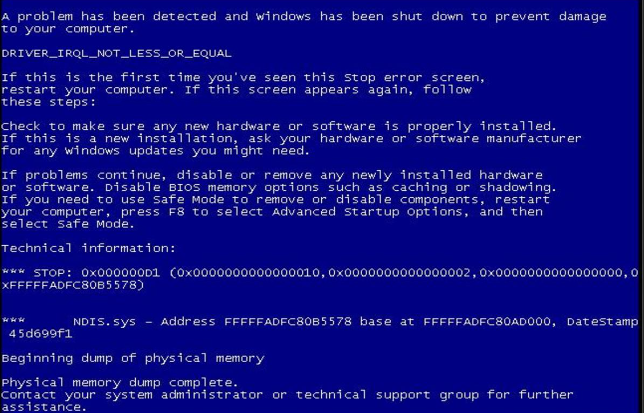 A problem has been detected and Windows has been shut down to prevent damage
to your computer.
DRIVER_IRQL_NOT_LESS_OR_EQUAL
If this is the first time you've seen this Stop error screen,
restart your computer. If this screen appears again, follow
these steps:
Check to make sure any new hardware or software is properly installed.
If this is a new installation, ask your hardware or software manufacturer
for any Windows updates you might need.
If problems continue, disable or remove any newly installed hardware
or software. Disable BIOS memory options such as caching or shadowing.
If you need to use Safe Mode to remove or disable components, restart
your computer, press F8 to select Advanced Startup Options, and then
select Safe Mode.
Technical information:
*** STOP: 0x000000D1 (0x0000000000000010,0x0000000000000002,0x0000000000000000,0
xFFFFFADFC80B5578)
*** NDIS.sys - Address FFFFFADFC80B5578 base at FFFFFADFC80AD000, DateStamp
45d699f1
Beginning dump of physical memory
Physical memory dump complete.
Contact your system administrator or technical support group for further
assistance.